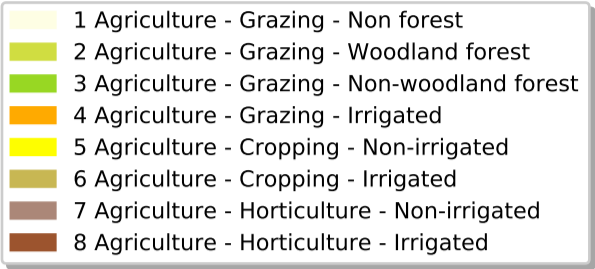 1 Agriculture - Grazing - Non forest
2 Agriculture - Grazing - Woodland forest
3 Agriculture - Grazing - Non-woodland forest
4 Agriculture - Grazing - Irrigated
5 Agriculture - Cropping - Non-irrigated
6 Agriculture - Cropping - Irrigated
7 Agriculture - Horticulture - Non-irrigated
8 Agriculture - Horticulture - Irrigated